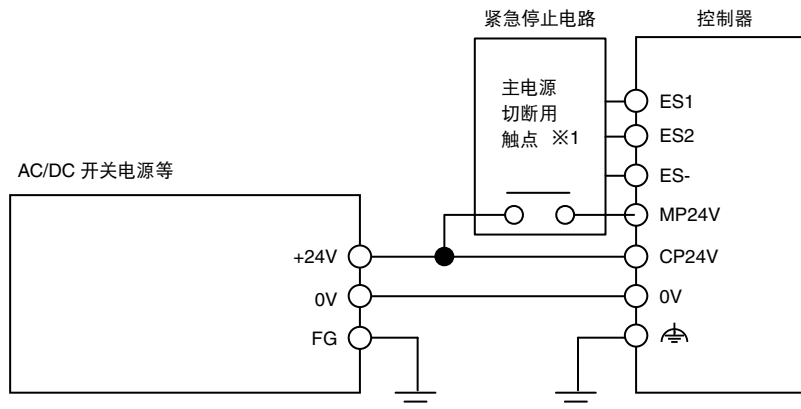 紧急停止电路
控制器
主电源
切断用
触点 ※1
ES1
ES2
ES-
MP24V
CP24V
0V
AC/DC 开关电源等
+24V
0V
FG